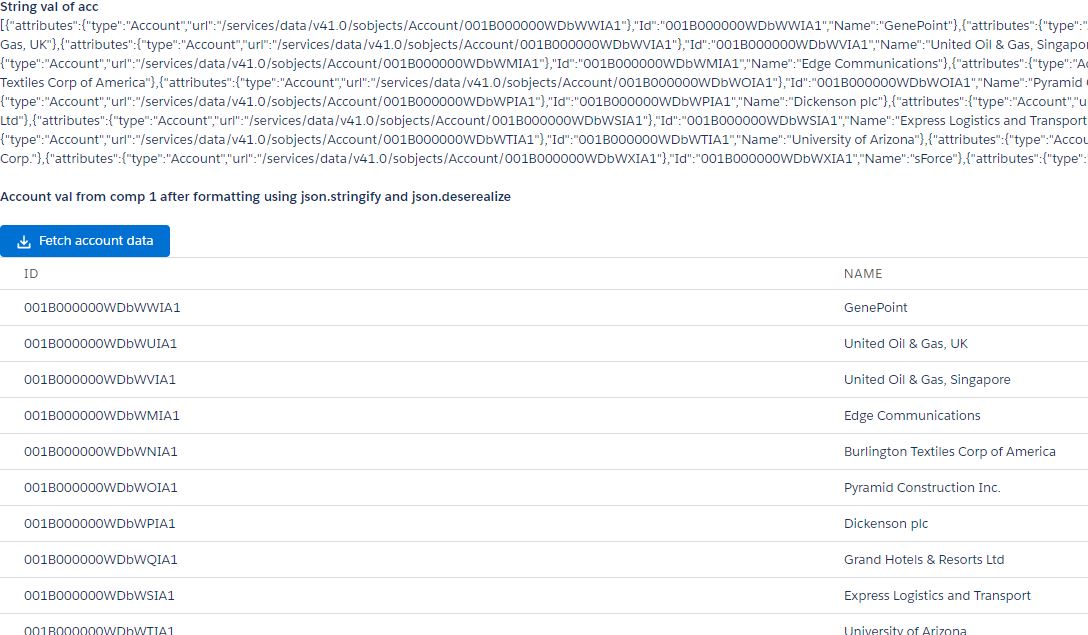 String val of acc
[{"attributes":{"type":"Account","url":"/services/data/v41.0/sobjects/Account/001B000000WDbWWIA1"},"Id":"001B000000WDbWWIA1","Name":"GenePoint"},{"attributes":{"type":"
Gas, UK"},{"attributes":{"type":"Account","url":"/services/data/v41.0/sobjects/Account/001B000000WDbWVIA1"},"Id":"001B000000WDbWVIA1","Name":"United Oil & Gas, Singapo
{"attributes":{"type":"Account","url":"/services/data/v41.0/sobjects/Account/001B000000WDbWMIA1"},"Id":"001B000000WDbWMIA1","Name":"Edge Communications"},{"attributes":{"type":"Ac
Textiles Corp of America"},{"attributes":{"type":"Account","url":"/services/data/v41.0/sobjects/Account/001B000000WDbWOIA1"},"Id":"001B000000WDbWOIA1","Name":"Pyramid
{"attributes":{"type":"Account","url":"/services/data/v41.0/sobjects/Account/001B000000WDbWPIA1"},"Id":"001B000000WDbWPIA1","Name":"Dickenson plc"},{"attributes":{"type":"Account","u
Ltd"},{"attributes":{"type":"Account","url":"/services/data/v41.0/sobjects/Account/001B000000WDbWSIA1"},"Id":"001B000000WDbWSIA1","Name":"Express Logistics and Transport
{"attributes":{"type":"Account","url":"/services/data/v41.0/sobjects/Account/001B000000WDbWTIA1"},"Id":"001B000000WDbWTIA1","Name":"University of Arizona"},{"attributes":{"type":"Accou
Corp."},{"attributes":{"type":"Account","url":"/services/data/v41.0/sobjects/Account/001B000000WDbWXIA1"},"Id":"001B000000WDbWXIA1","Name":"sForce"},{"attributes":{"type":
Account val from comp 1 after formatting using json.stringify and json.deserealize
Fetch account data
ID NAME
001B000000WDbWWIA1 GenePoint
001B000000WDbWUIA1 United Oil & Gas, UK
001B000000WDbWVIA1 United Oil & Gas, Singapore
001B000000WDbWMIA1 Edge Communications
001B000000WDbWNIA1 Burlington Textiles Corp of America
001B000000WDbWOIA1 Pyramid Construction Inc.
001B000000WDbWPIA1 Dickenson plc
001B000000WDbWQIA1 Grand Hotels & Resorts Ltd
001B000000WDbWSIA1 Express Logistics and Transport
001B000000WDbWTIA1 University of Arizona